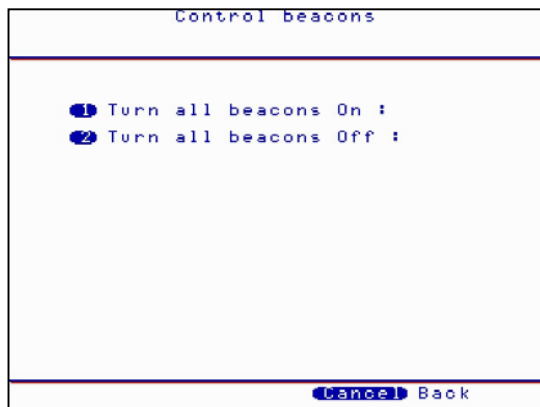 Control beacons
1 Turn all beacons On :
2 Turn all beacons Off :
Cancel Back